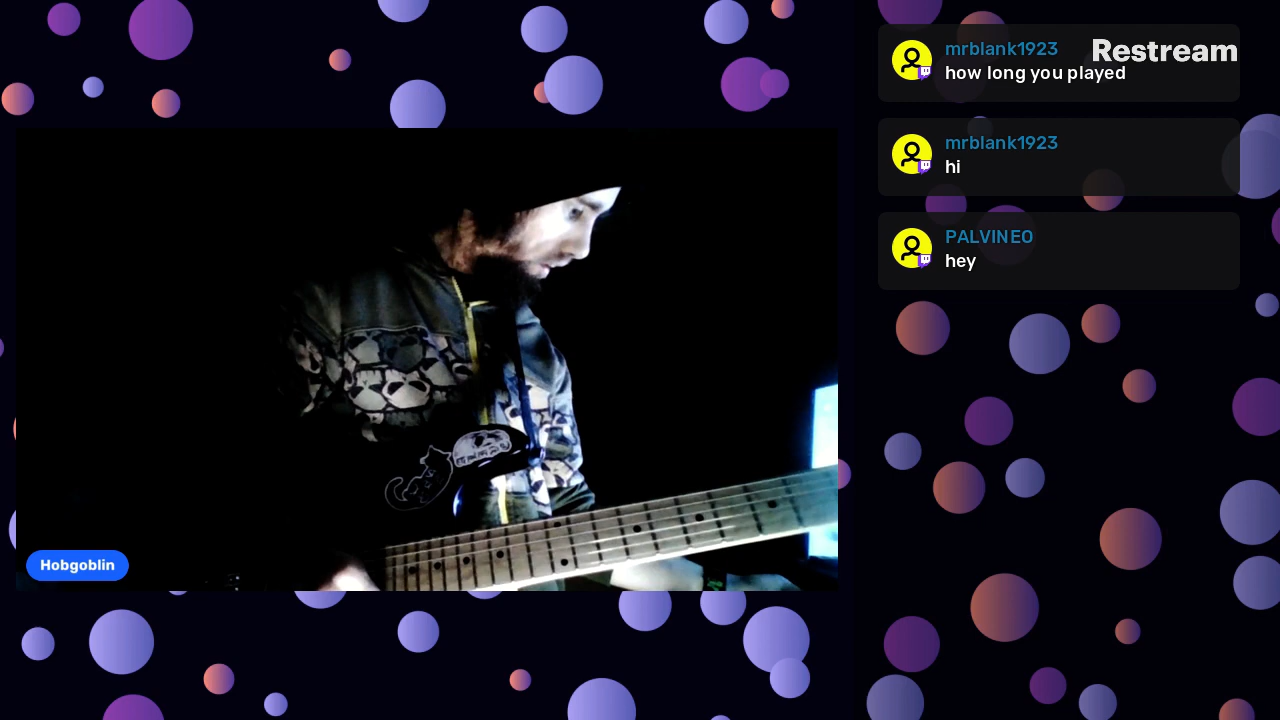 mrblank1923
Restream
how long you played
mrblank1923
hi
PALVINEO
hey
Hobgoblin